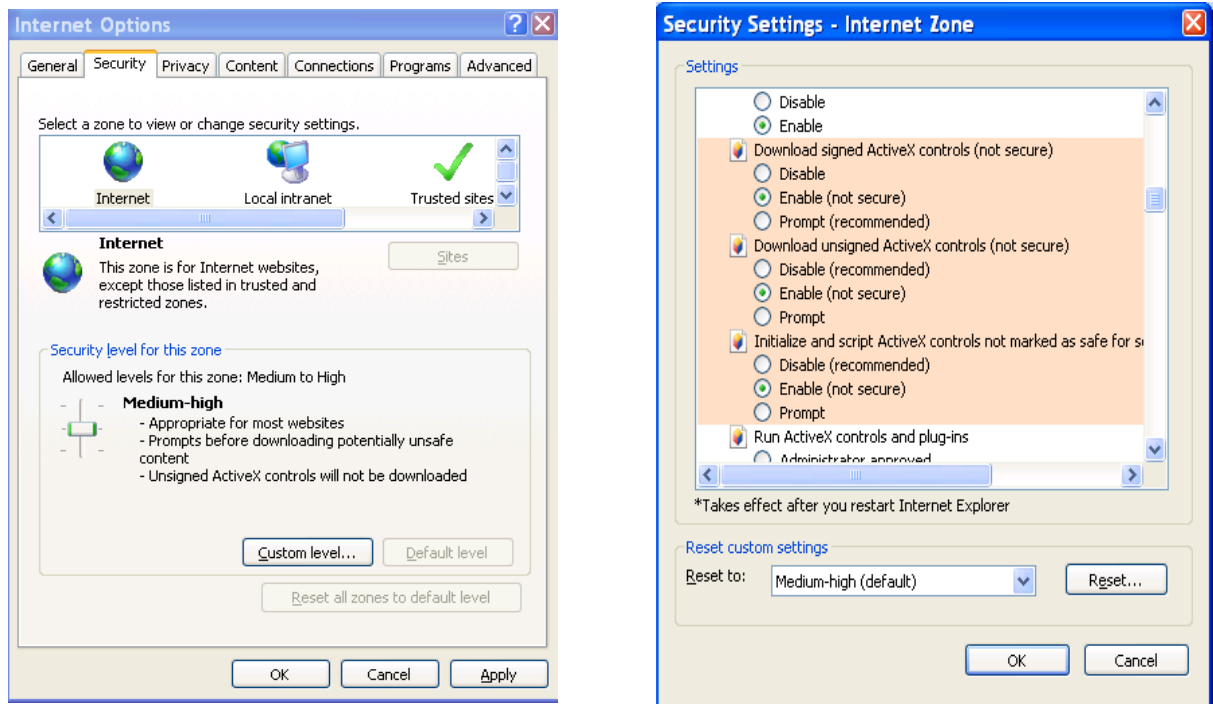 Internet Options
General Security Privacy Content Connections Programs Advanced
Select a zone to view or change security settings.
Internet Local intranet Trusted sites
Internet
Sites
This zone is for Internet websites,
except those listed in trusted and
restricted zones.
Security level for this zone
Allowed levels for this zone: Medium to High
Medium-high
- Appropriate for most websites
- Prompts before downloading potentially unsafe
content
- Unsigned ActiveX controls will not be downloaded
Custom level... Default level
Reset all zones to default level
OK Cancel Apply
Security Settings - Internet Zone
Settings
Disable
Enable
Download signed ActiveX controls (not secure)
Disable
Enable (not secure)
Prompt (recommended)
Download unsigned ActiveX controls (not secure)
Disable (recommended)
Enable (not secure)
Prompt
Initialize and script ActiveX controls not marked as safe for
Disable (recommended)
Enable (not secure)
Prompt
Run ActiveX controls and plug-ins
Administrator approved
*Takes effect after you restart Internet Explorer
Reset custom settings
Reset to: Medium-high (default) Reset...
OK Cancel